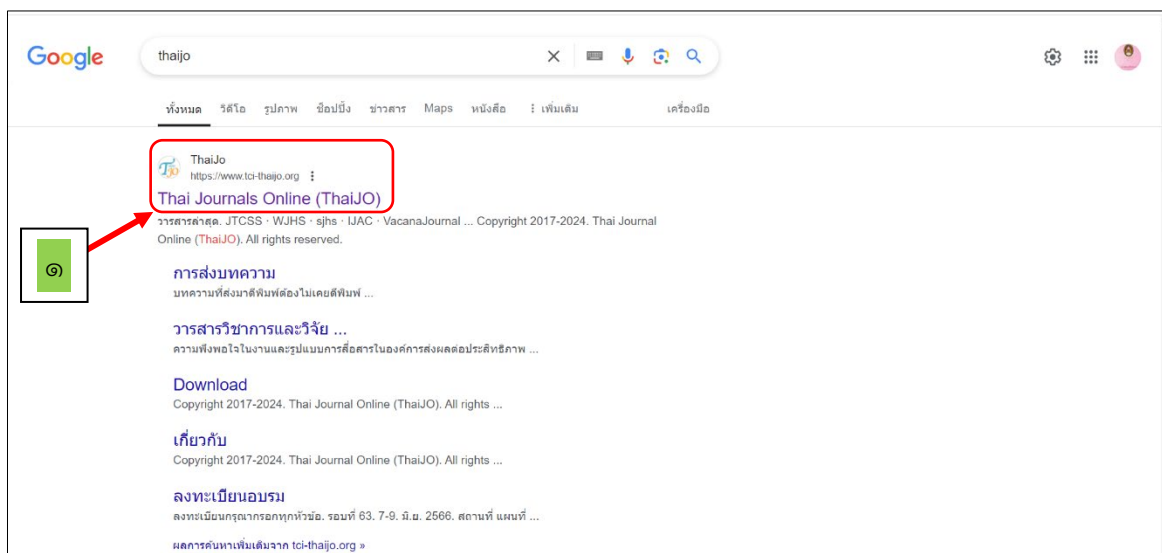 Google
thaijo
ทั้งหมด วิดีโอ รูปภาพ ช็อปปิ้ง ข่าวสาร Maps หนังสือ ⋮ เพิ่มเติม เครื่องมือ
ThaiJo
https://www.tci-thaijo.org
Thai Journals Online (ThaiJO)
วารสารล่าสุด. JTCSS · WJHS · sjhs · IJAC · VacanaJournal ... Copyright 2017-2024. Thai Journal
Online (ThaiJO). All rights reserved.
๑
การส่งบทความ
บทความที่ส่งมาตีพิมพ์ต้องไม่เคยตีพิมพ์ ...
วารสารวิชาการและวิจัย ...
ความพึงพอใจในงานและรูปแบบการสื่อสารในองค์การส่งผลต่อประสิทธิภาพ ...
Download
Copyright 2017-2024. Thai Journal Online (ThaiJO). All rights ...
เกี่ยวกับ
Copyright 2017-2024. Thai Journal Online (ThaiJO). All rights ...
ลงทะเบียนอบรม
ลงทะเบียนกรุณากรอกทุกหัวข้อ. รอบที่ 63. 7-9. มิ.ย. 2566. สถานที่ แผนที่ ...
ผลการค้นหาเพิ่มเติมจาก tci-thaijo.org »